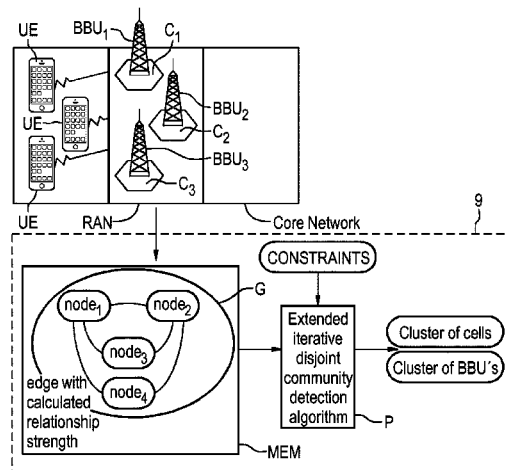 UE
BBU1
C1
BBU2
UE
C2
BBU3
C3
UE
RAN
Core Network
9
CONSTRAINTS
G
node1
node2
node3
node4
edge with
calculated
relationship
strength
Extended
iterative
disjoint
community
detection
algorithm
Cluster of cells
Cluster of BBU´s
P
MEM